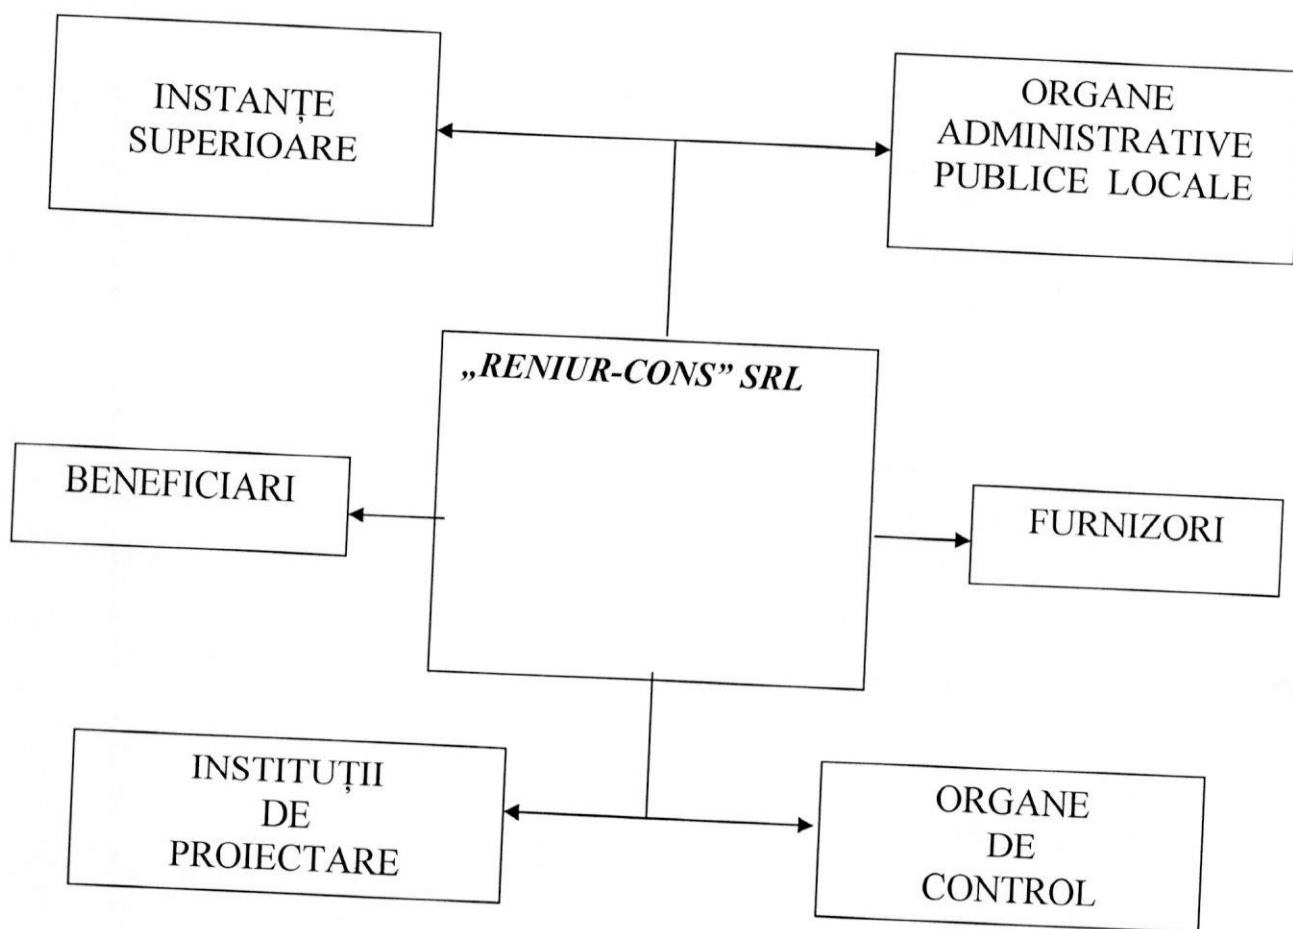 INSTANȚE
SUPERIOARE
ORGANE
ADMINISTRATIVE
PUBLICE LOCALE
„RENIUR-CONS” SRL
BENEFICIARI
FURNIZORI
INSTITUȚII
DE
PROIECTARE
ORGANE
DE
CONTROL